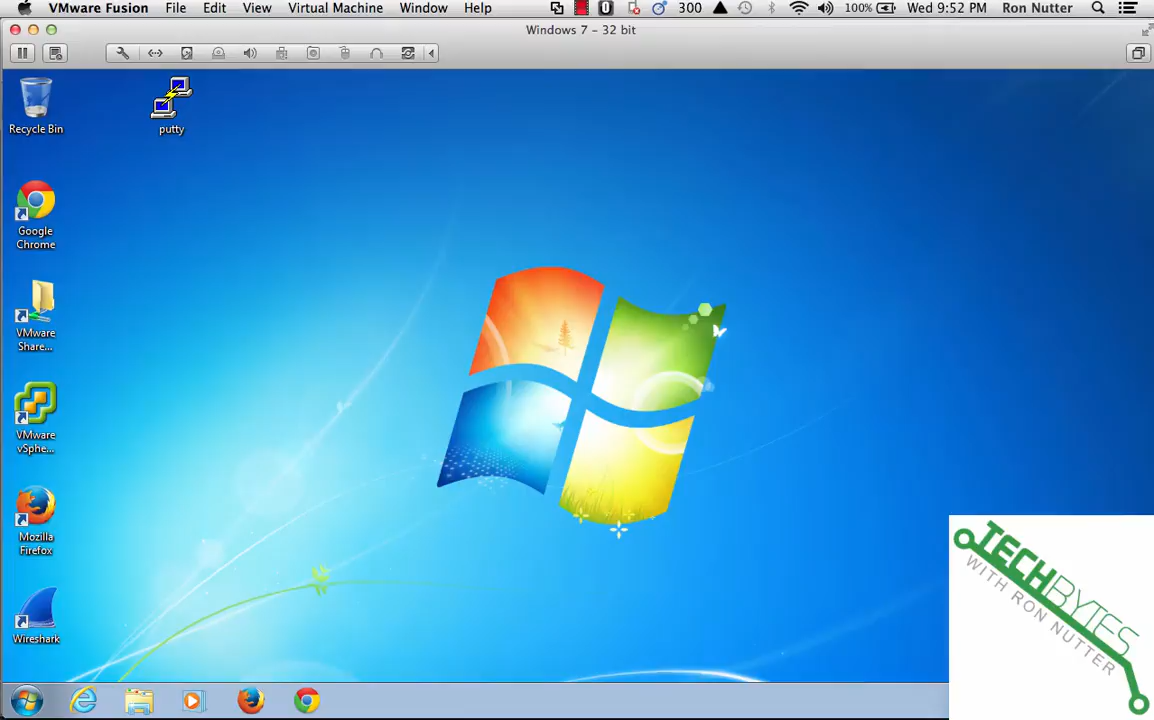 VMware Fusion File Edit View Virtual Machine Window Help 300 100% Wed 9:52 PM Ron Nutter
Windows 7 - 32 bit
Recycle Bin
putty
Google
Chrome
VMware
Share...
VMware
vSphe...
Mozilla
Firefox
Wireshark
TECHBYTES
WITH RON NUTTER